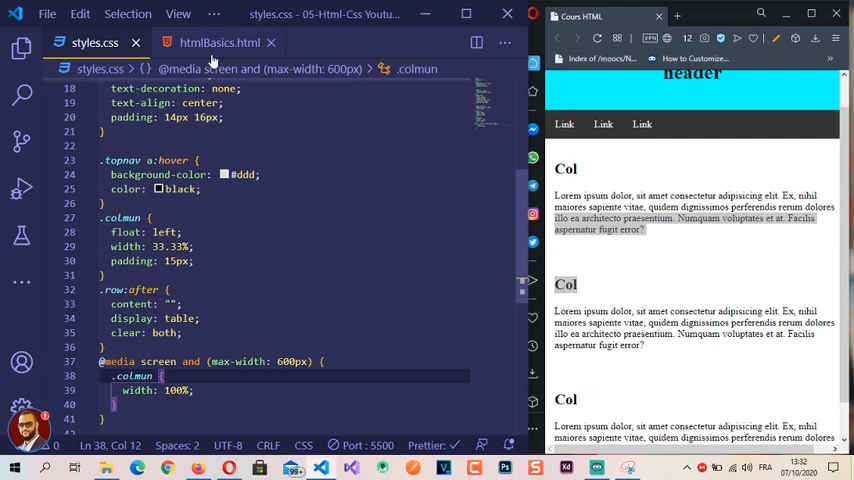 File Edit Selection View ... styles.css - 05-Html-Css Youtu...
styles.css htmlBasics.html
styles.css {} @media screen and (max-width: 600px) .colmun
18 text-decoration: none;
19 text-align: center;
20 padding: 14px 16px;
21 }
22
23 .topnav a:hover {
24 background-color: #ddd;
25 color: black;
26 }
27 .colmun {
28 float: left;
29 width: 33.33%;
30 padding: 15px;
31 }
32 .row:after {
33 content: "";
34 display: table;
35 clear: both;
36 }
37 @media screen and (max-width: 600px) {
38 .colmun {
39 width: 100%;
40 }
41 }
0 Ln 38, Col 12 Spaces: 2 UTF-8 CRLF CSS Port : 5500 Prettier:
Cours HTML
VPN 12
Index of /moocs/Newf... How to Customize...
header
Link Link Link
Col
Lorem ipsum dolor, sit amet consectetur adipisicing elit. Ex, nihil
maiores sapiente vitae, quidem dignissimos perferendis rerum dolores
illo ea architecto praesentium. Numquam voluptates et at. Facilis
aspernatur fugit error?
Col
Lorem ipsum dolor, sit amet consectetur adipisicing elit. Ex, nihil
maiores sapiente vitae, quidem dignissimos perferendis rerum dolores
illo ea architecto praesentium. Numquam voluptates et at. Facilis
aspernatur fugit error?
Col
Lorem ipsum dolor, sit amet consectetur adipisicing elit. Ex, nihil
maiores sapiente vitae, quidem dignissimos perferendis rerum dolores
99+ Ps Xd FRA 13:32
07/10/2020